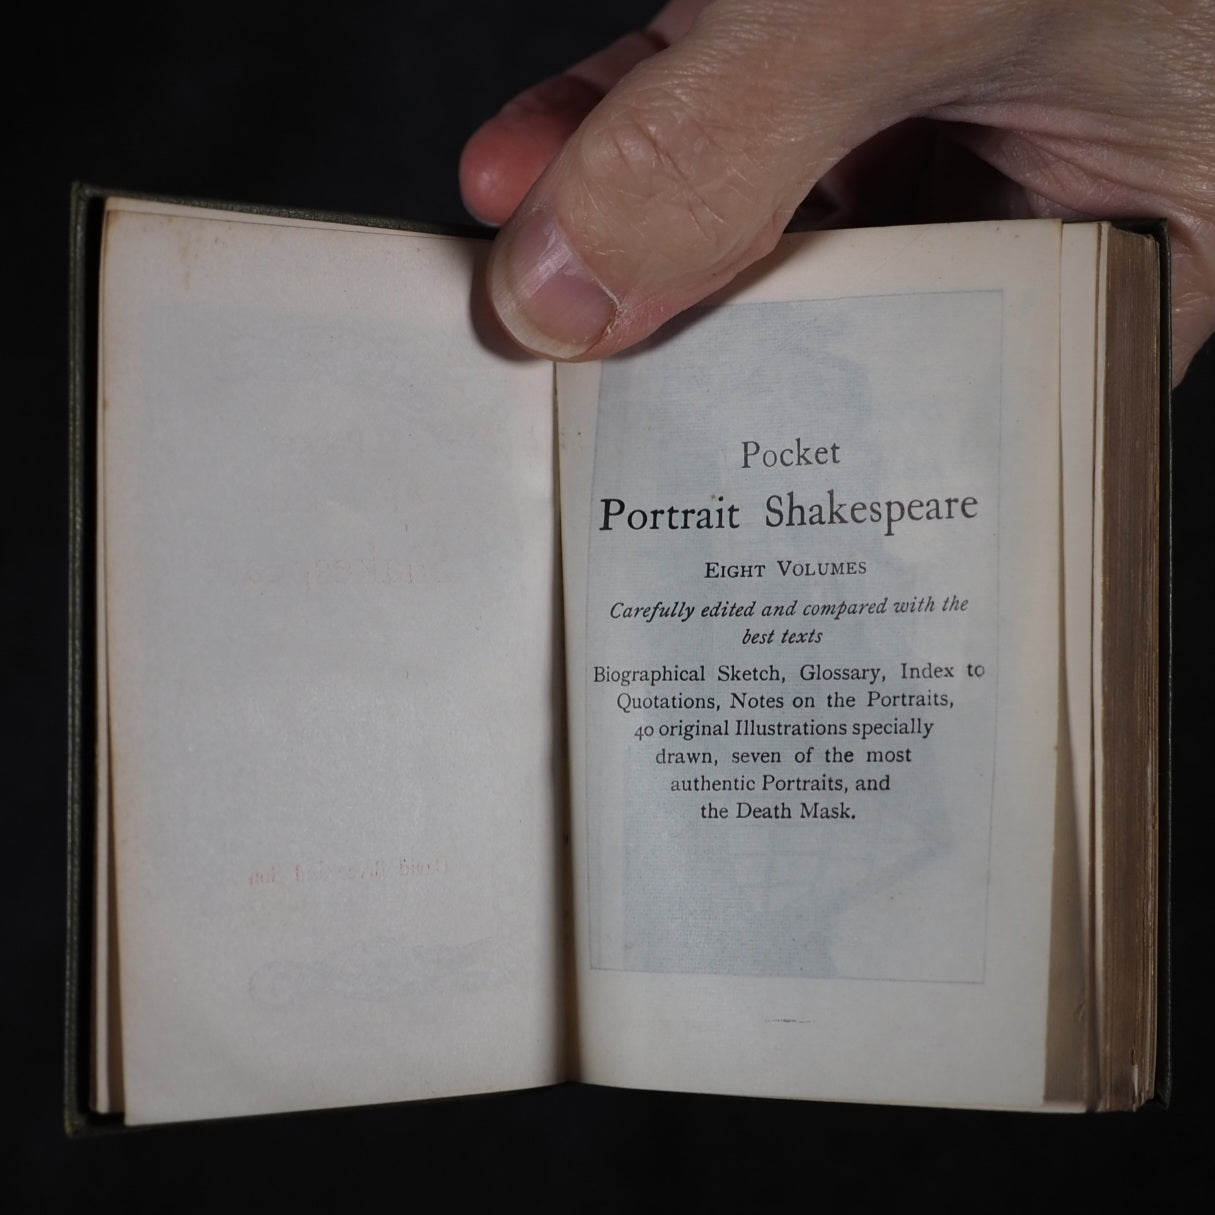 Pocket
Portrait Shakespeare
EIGHT VOLUMES
Carefully edited and compared with the
best texts
Biographical Sketch, Glossary, Index to
Quotations, Notes on the Portraits,
40 original Illustrations specially
drawn, seven of the most
authentic Portraits, and
the Death Mask.